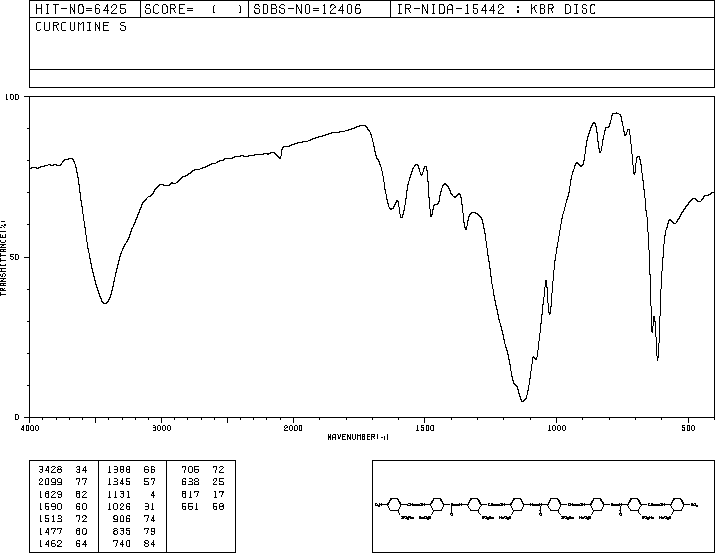 HIT-NO=6425 SCORE= ( ) SDBS-NO=12406 IR-NIDA-15442 : KBR DISC
CURCUMINE S
100
50
0
TRANSMITTANCE(%)
4000 3000 2000 1500 1000 500
WAVENUMBER(-1)
3428 34 1388 66 705 72
2099 77 1345 57 638 25
1629 62 1131 4 617 17
1590 60 1026 31
1513 72 906 74
1477 60 835 79
1462 64 740 84